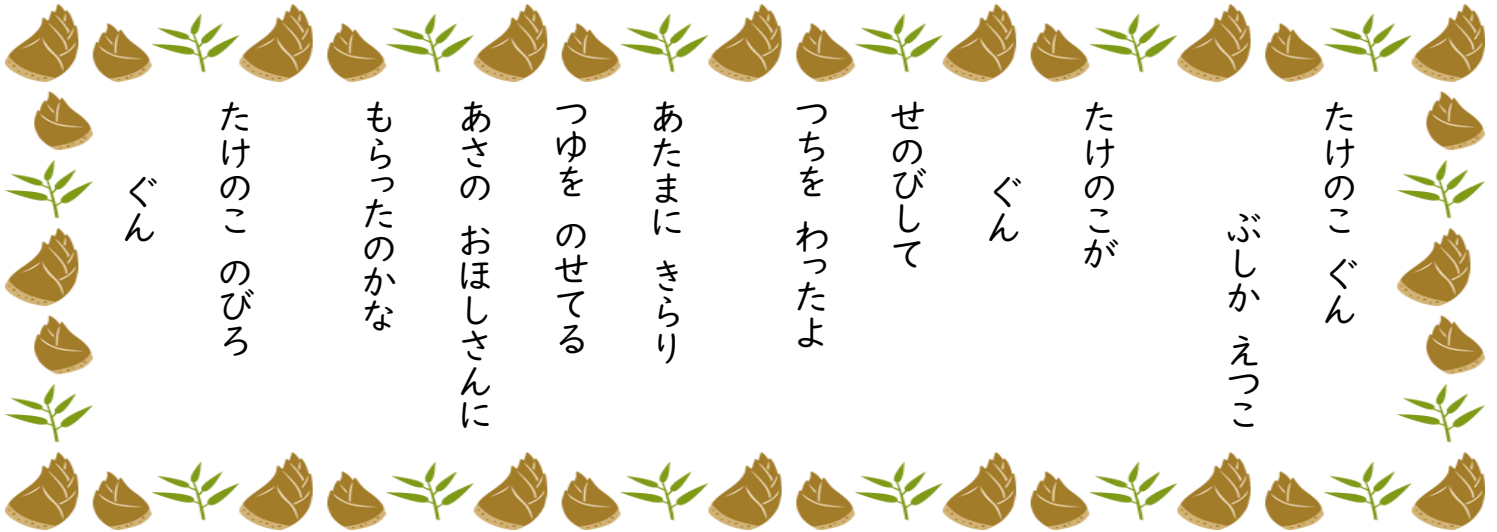 たけのこ ぐん
ぶしか えつこ
たけのこが
ぐん
せのびして
つちを わったよ
あたまに きらり
つゆを のせてる
あさの おほしさんに
もらったのかな
たけのこ のびろ
ぐん